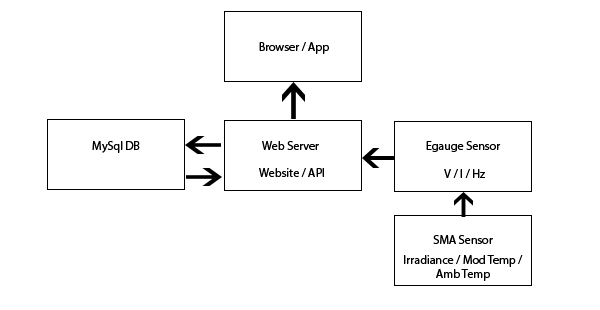 Browser / App
MySql DB
Web Server
Website / API
Egauge Sensor
V / I / Hz
SMA Sensor
Irradiance / Mod Temp /
Amb Temp